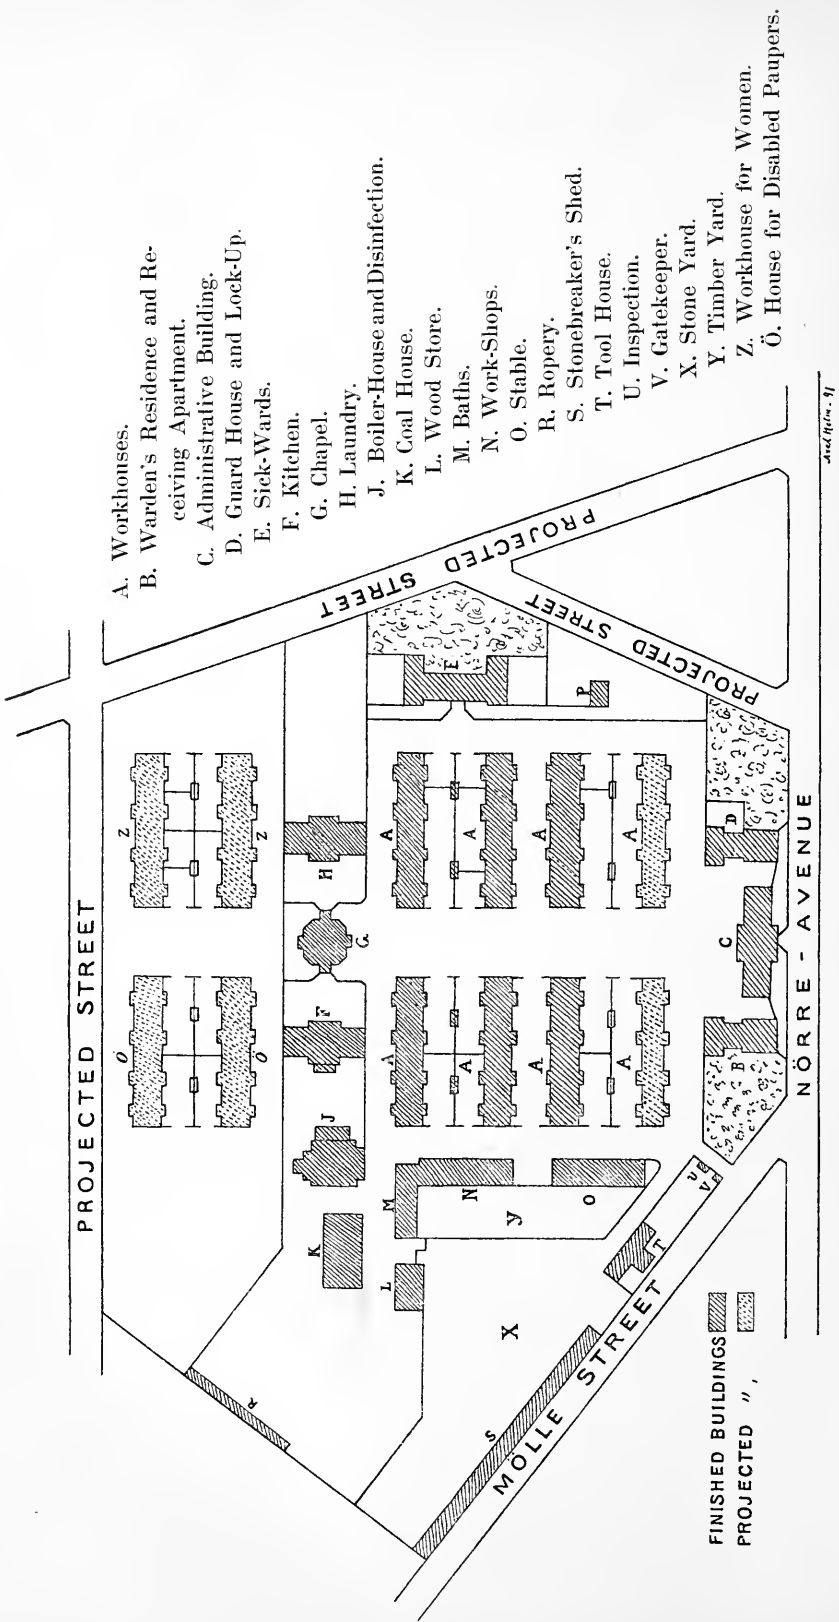 A. Workhouses.
B. Warden's Residence and Re-
ceiving Apartment.
C. Administrative Building.
D. Guard House and Lock-Up.
E. Sick-Wards.
F. Kitchen.
G. Chapel.
H. Laundry.
J. Boiler-House and Disinfection.
K. Coal House.
L. Wood Store.
M. Baths.
N. Work-Shops.
O. Stable.
R. Ropery.
S. Stonebreaker's Shed.
T. Tool House.
U. Inspection.
V. Gatekeeper.
X. Stone Yard.
Y. Timber Yard.
Z. Workhouse for Women.
Ö. House for Disabled Paupers.
PROJECTED STREET
PROJECTED STREET
PROJECTED STREET
NÖRRE - AVENUE
MÖLLE STREET
Ö
Z
Ö
Z
R
K
J
F
G
H
L
M
A
A
E
N
A
A
P
X
Y
O
A
A
A
A
S
T
U
V
B
C
D
FINISHED BUILDINGS
PROJECTED ",